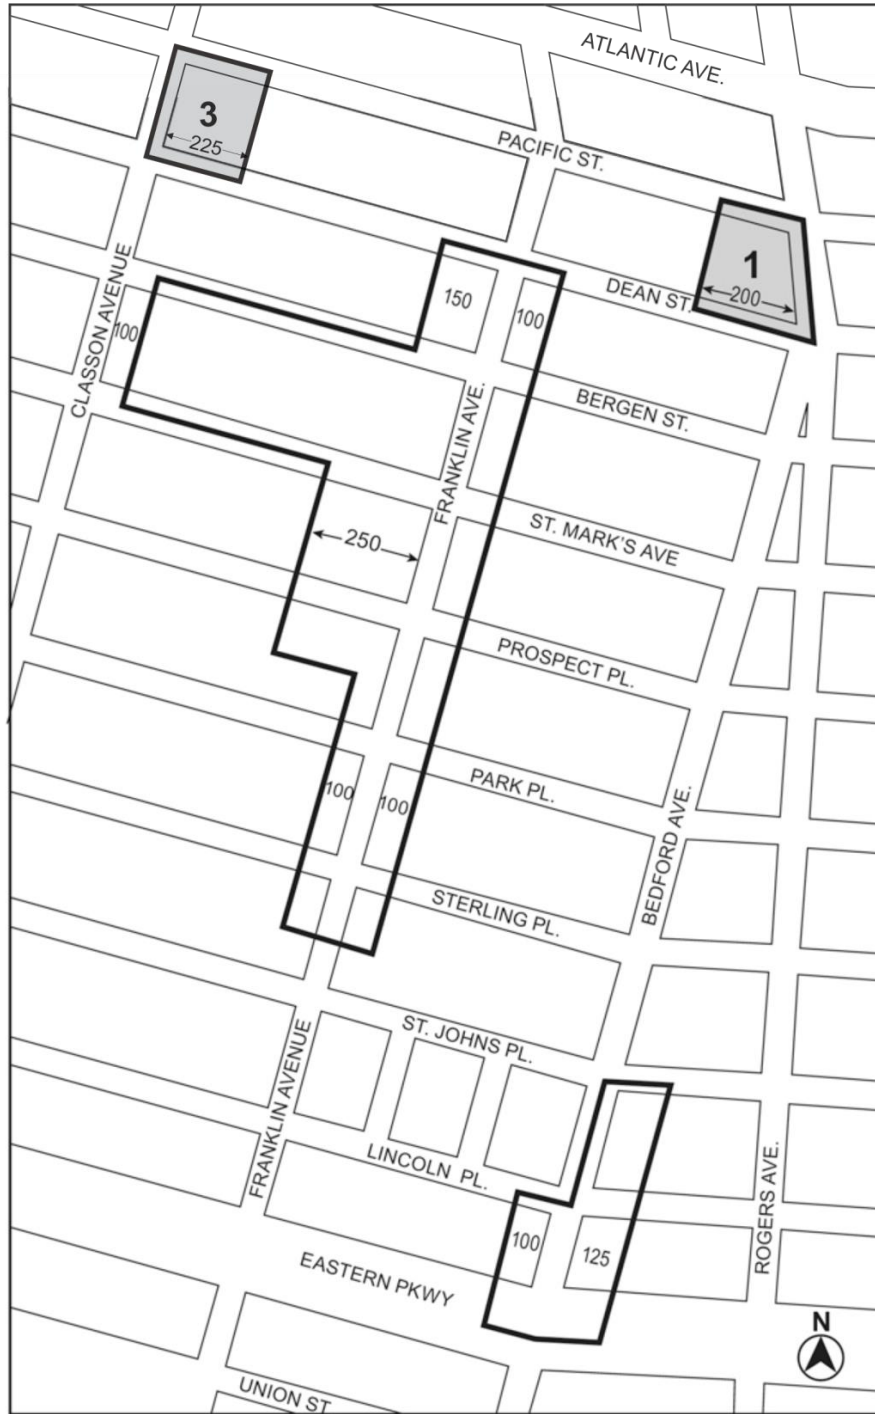 ATLANTIC AVE.
3
225
PACIFIC ST.
1
200
DEAN ST.
CLASSON AVENUE
150
100
100
BERGEN ST.
FRANKLIN AVE.
250
ST. MARK'S AVE
PROSPECT PL.
PARK PL.
100
100
BEDFORD AVE.
STERLING PL.
ST. JOHNS PL.
FRANKLIN AVENUE
LINCOLN PL.
ROGERS AVE.
100
125
EASTERN PKWY
N
UNION ST